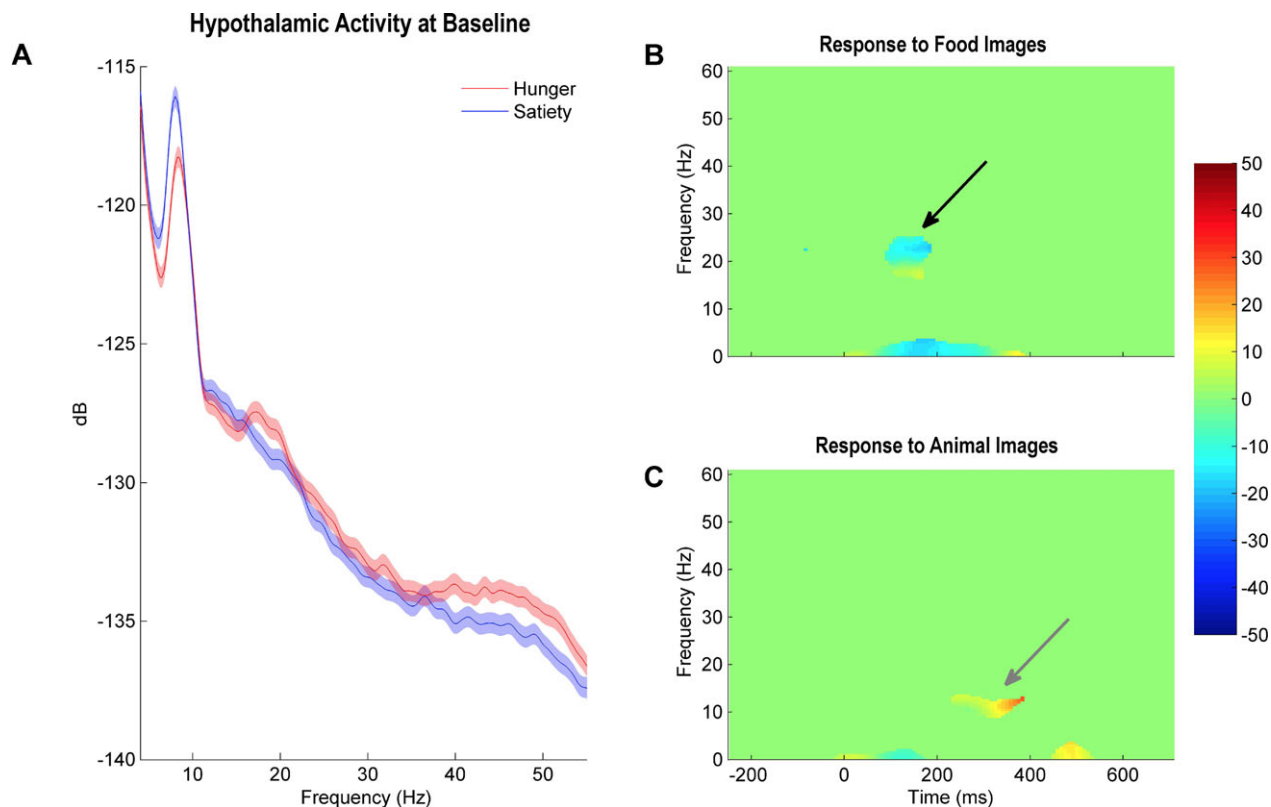 Hypothalamic Activity at Baseline
A
-115
-120
-125
-130
-135
-140
dB
Hunger
Satiety
10 20 30 40 50
Frequency (Hz)
B
Response to Food Images
60
50
40
30
20
10
0
Frequency (Hz)
C
Response to Animal Images
60
50
40
30
20
10
0
Frequency (Hz)
-200 0 200 400 600
Time (ms)
50
40
30
20
10
0
-10
-20
-30
-40
-50